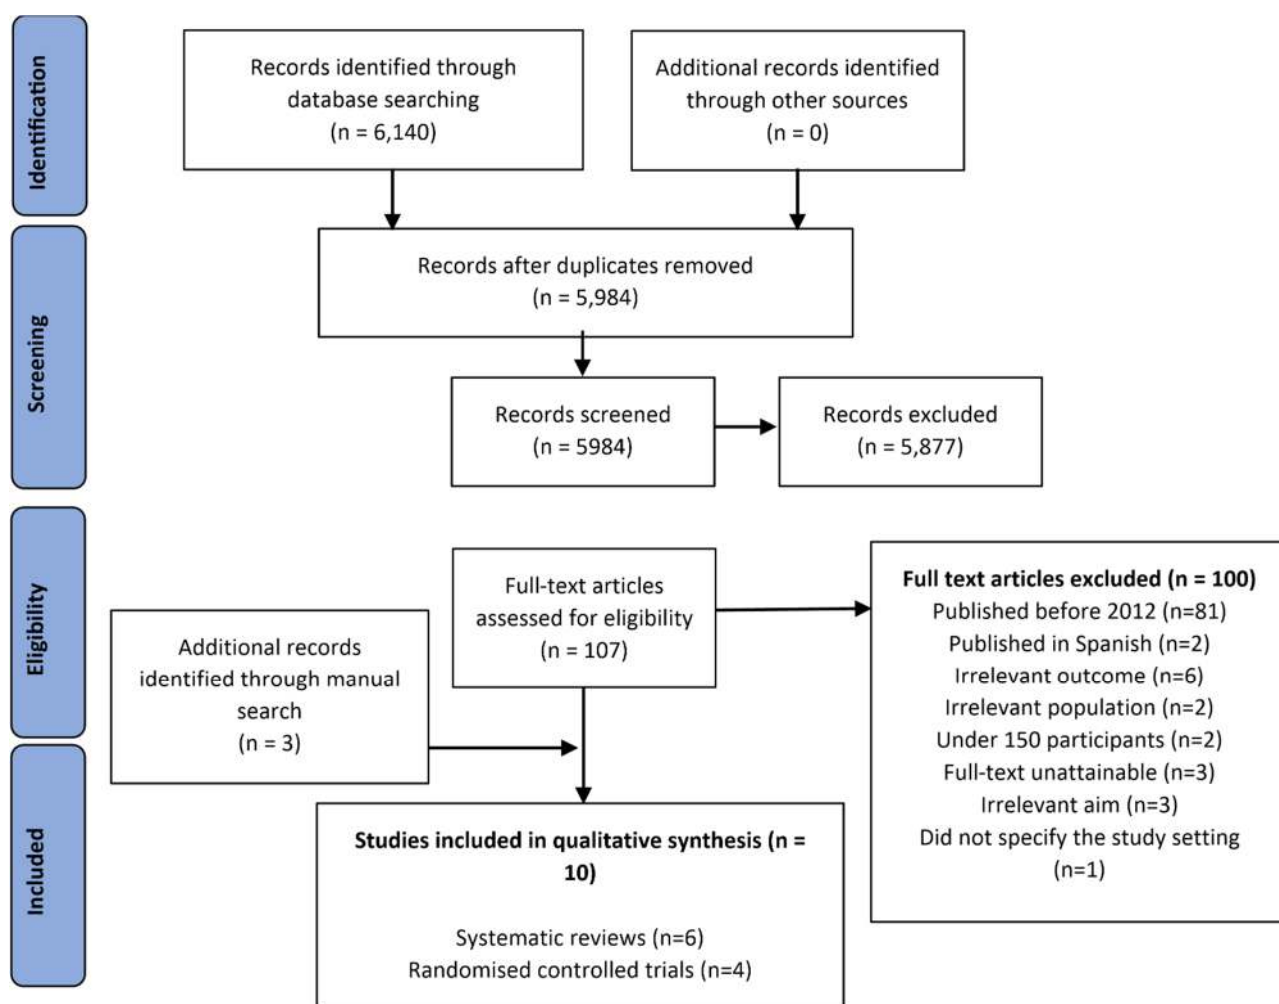 Identification
Records identified through
database searching
(n = 6,140)
Additional records identified
through other sources
(n = 0)
Screening
Records after duplicates removed
(n = 5,984)
Records screened
(n = 5984)
Records excluded
(n = 5,877)
Eligibility
Full-text articles
assessed for eligibility
(n = 107)
Full text articles excluded (n = 100)
Published before 2012 (n=81)
Published in Spanish (n=2)
Irrelevant outcome (n=6)
Irrelevant population (n=2)
Under 150 participants (n=2)
Full-text unattainable (n=3)
Irrelevant aim (n=3)
Did not specify the study setting
(n=1)
Additional records
identified through manual
search
(n = 3)
Included
Studies included in qualitative synthesis (n =
10)
Systematic reviews (n=6)
Randomised controlled trials (n=4)